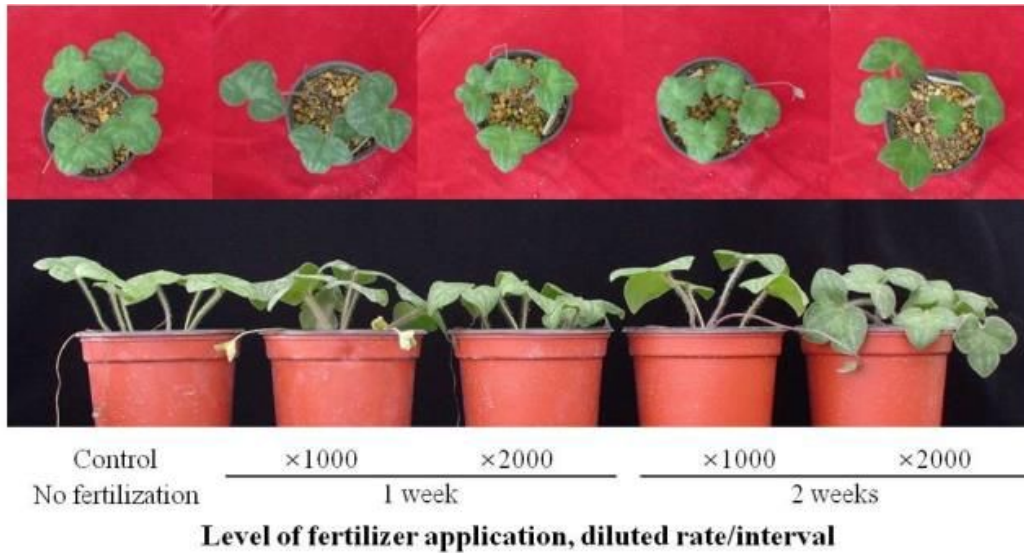 Control ×1000 ×2000 ×1000 ×2000
No fertilization 1 week 2 weeks
Level of fertilizer application, diluted rate/interval